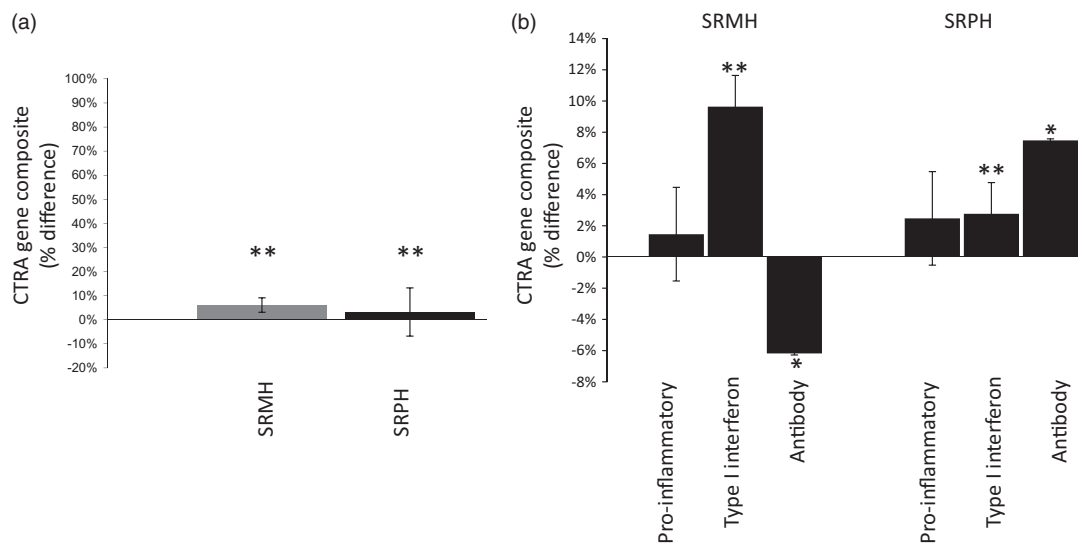 (a)
CTRA gene composite
(% difference)
100%
90%
80%
70%
60%
50%
40%
30%
20%
10%
0%
-10%
-20%
**
**
SRMH
SRPH
(b)
SRMH
SRPH
CTRA gene composite
(% difference)
14%
12%
10%
8%
6%
4%
2%
0%
-2%
-4%
-6%
-8%
**
*
**
*
Pro-inflammatory
Type I interferon
Antibody
Pro-inflammatory
Type I interferon
Antibody